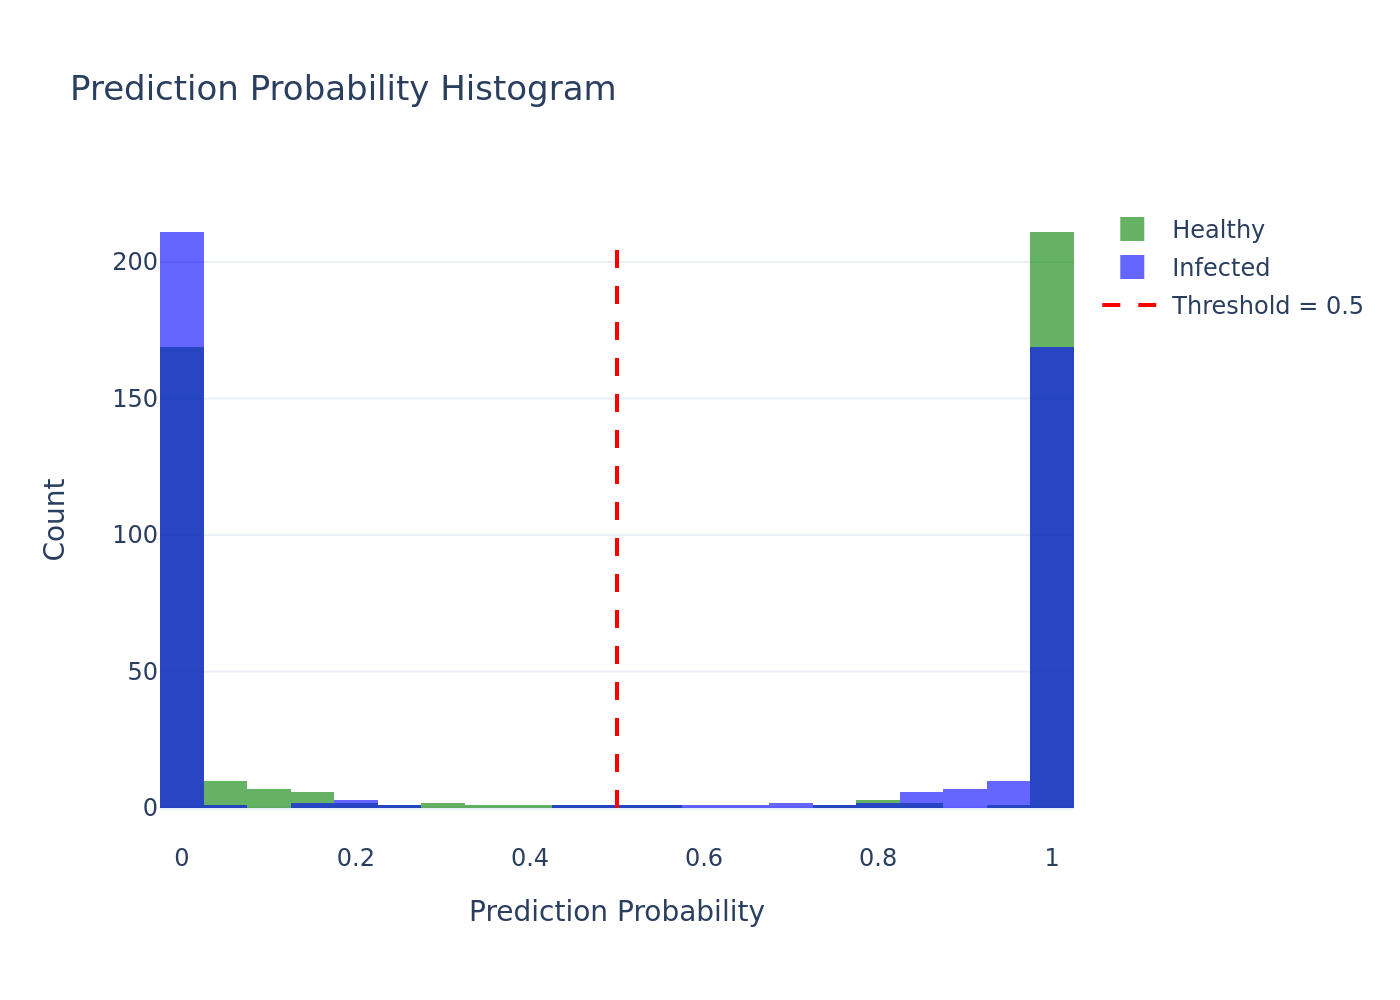 Prediction Probability Histogram
Healthy
Infected
Threshold = 0.5
200
150
100
50
0
Count
0 0.2 0.4 0.6 0.8 1
Prediction Probability